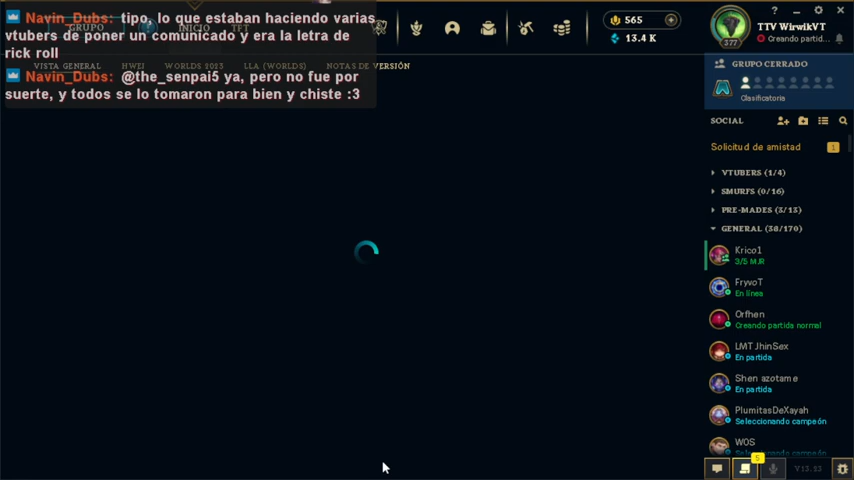 Navin_Dubs: tipo, lo que estaban haciendo varias
vtubers de poner un comunicado y era la letra de
rick roll
Navin_Dubs: @the_senpai5 ya, pero no fue por
suerte, y todos se lo tomaron para bien y chiste :3
GRUPO
INICIO
TFT
VISTA GENERAL
HWEI
WORLDS 2023
LLA (WORLDS)
NOTAS DE VERSIÓN
565
13.4 K
277
TTV WirwikVT
Creando partid...
GRUPO CERRADO
Clasificatoria
SOCIAL
Solicitud de amistad
1
VTUBERS (1/4)
SMURFS (0/16)
PRE-MADES (3/13)
GENERAL (38/170)
Krico1
3/5 MJR
FryvoT
En línea
Orfhen
Creando partida normal
LMT JhinSex
En partida
Shen azotame
En partida
PlumitasDeXayah
Seleccionando campeón
WOS
Seleccionando campeón
5
V13.23